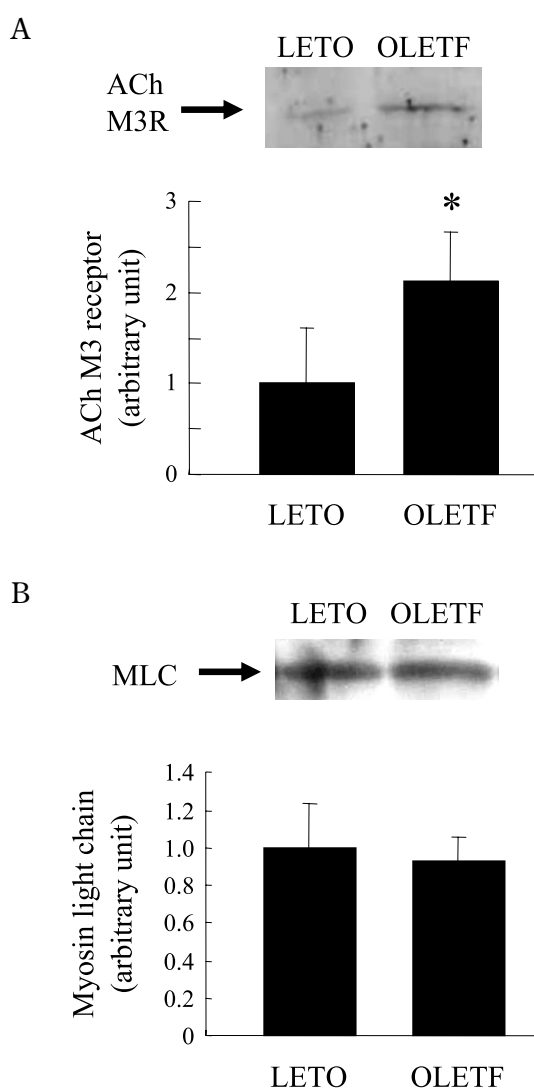 A
LETO OLETF
ACh
M3R
3
2
1
0
ACh M3 receptor
(arbitrary unit)
*
LETO OLETF
B
LETO OLETF
MLC
1.4
1.2
1.0
0.8
0.6
0.4
0.2
0
Myosin light chain
(arbitrary unit)
LETO OLETF